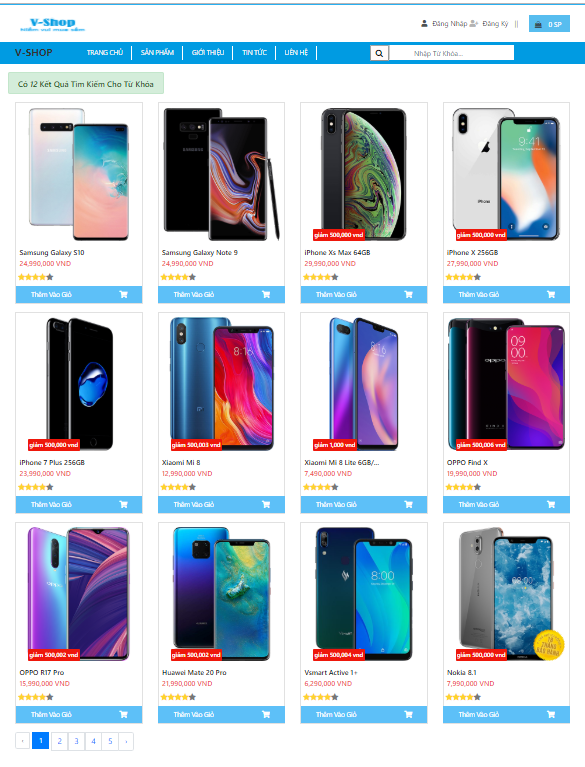 V-Shop
Đăng Nhập Đăng Ký || 0 SP
V-SHOP TRANG CHỦ SẢN PHẨM GIỚI THIỆU TIN TỨC LIÊN HỆ Nhập Từ Khóa...
Có 12 Kết Quả Tìm Kiếm Cho Từ Khóa
giảm 500,000 vnd giảm 500,000 vnd
Samsung Galaxy S10 Samsung Galaxy Note 9 iPhone Xs Max 64GB iPhone X 256GB
24,990,000 VND 24,990,000 VND 29,990,000 VND 27,990,000 VND
Thêm Vào Giỏ Thêm Vào Giỏ Thêm Vào Giỏ Thêm Vào Giỏ
giảm 500,000 vnd giảm 500,003 vnd giảm 1,000 vnd giảm 500,006 vnd
iPhone 7 Plus 256GB Xiaomi Mi 8 Xiaomi Mi 8 Lite 6GB/... OPPO Find X
23,990,000 VND 12,990,000 VND 7,490,000 VND 19,990,000 VND
Thêm Vào Giỏ Thêm Vào Giỏ Thêm Vào Giỏ Thêm Vào Giỏ
giảm 500,002 vnd giảm 500,002 vnd giảm 500,004 vnd giảm 500,000 vnd
OPPO R17 Pro Huawei Mate 20 Pro Vsmart Active 1+ Nokia 8.1
15,990,000 VND 21,990,000 VND 6,290,000 VND 7,990,000 VND
Thêm Vào Giỏ Thêm Vào Giỏ Thêm Vào Giỏ Thêm Vào Giỏ
‹ 1 2 3 4 5 ›